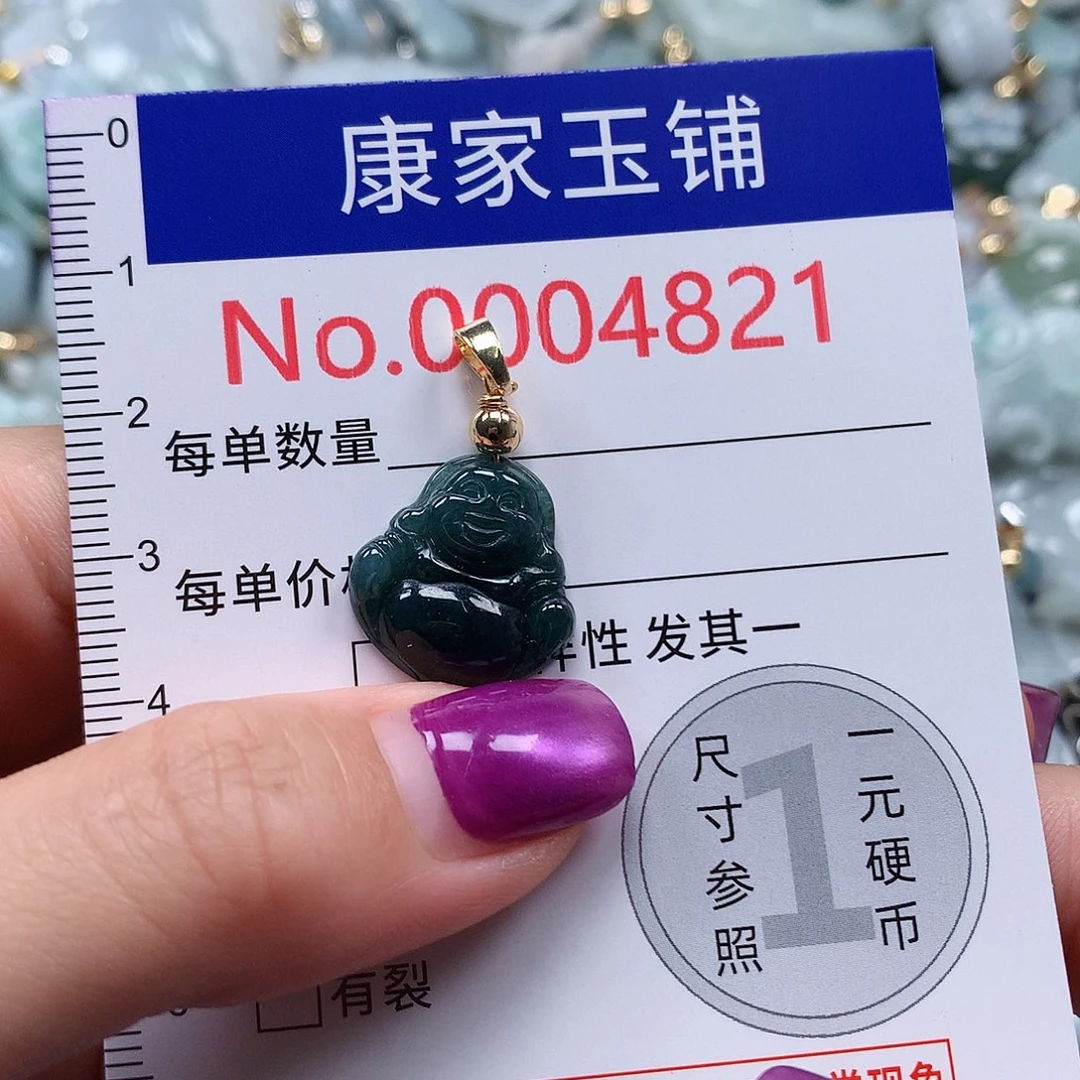 康家玉铺
No.0004821
0
1
2
3
4
每单数量
每单价
性 发其一
尺寸参照
一元硬币
1
有裂